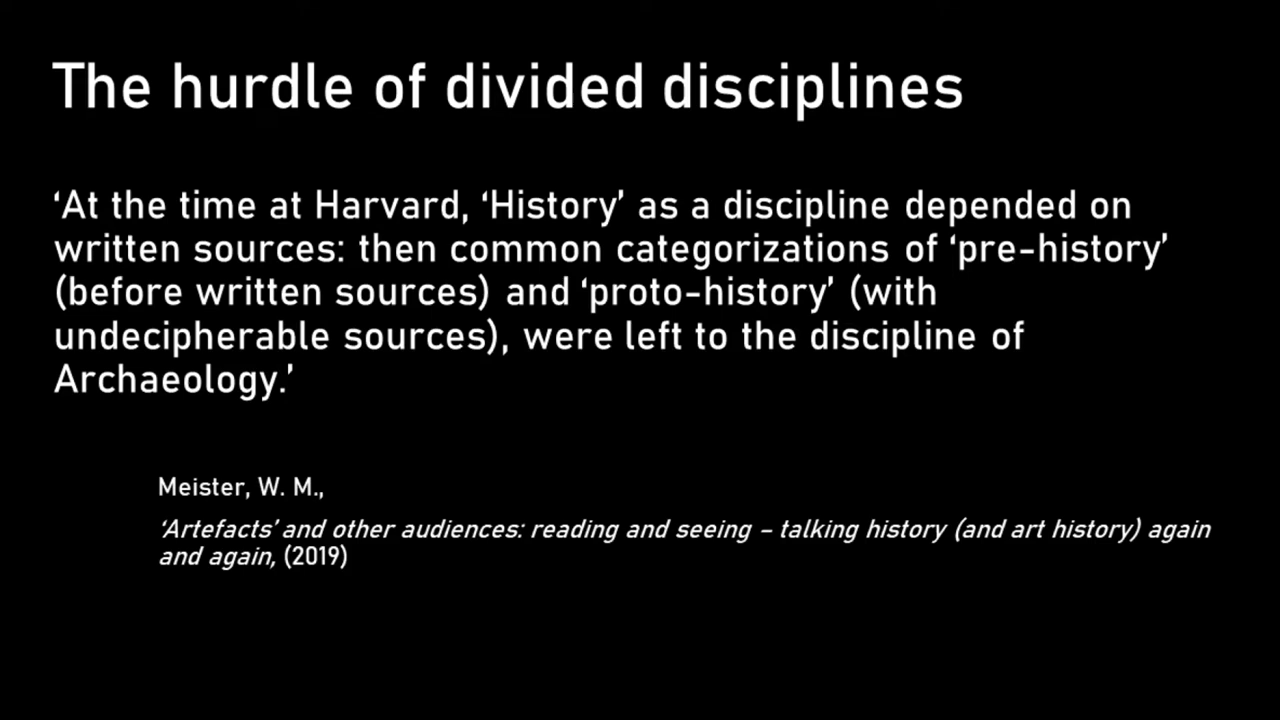 The hurdle of divided disciplines
‘At the time at Harvard, ‘History’ as a discipline depended on
written sources: then common categorizations of ‘pre-history’
(before written sources) and ‘proto-history’ (with
undecipherable sources), were left to the discipline of
Archaeology.’
Meister, W. M.,
‘Artefacts’ and other audiences: reading and seeing – talking history (and art history) again
and again, (2019)